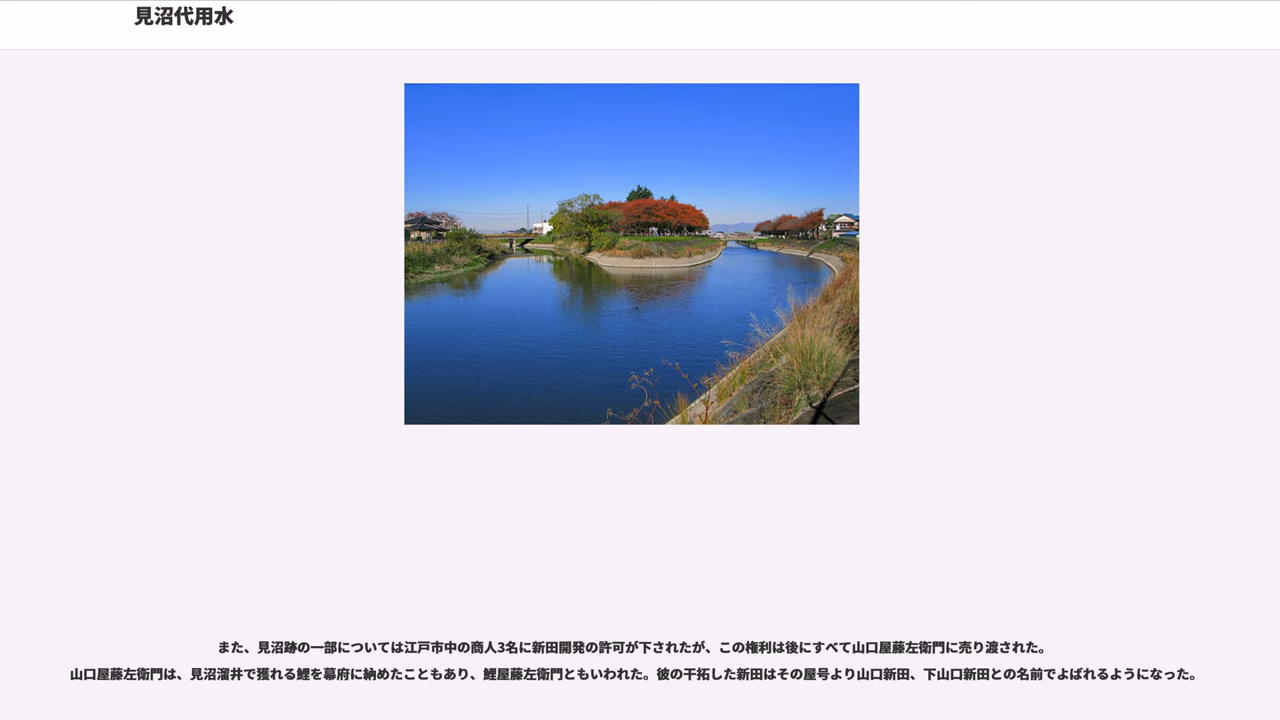 見沼代用水
また、見沼跡の一部については江戸市中の商人3名に新田開発の許可が下されたが、この権利は後にすべて山口屋藤左衛門に売り渡された。
山口屋藤左衛門は、見沼溜井で獲れる鯉を幕府に納めたこともあり、鯉屋藤左衛門ともいわれた。彼の干拓した新田はその屋号より山口新田、下山口新田との名前でよばれるようになった。